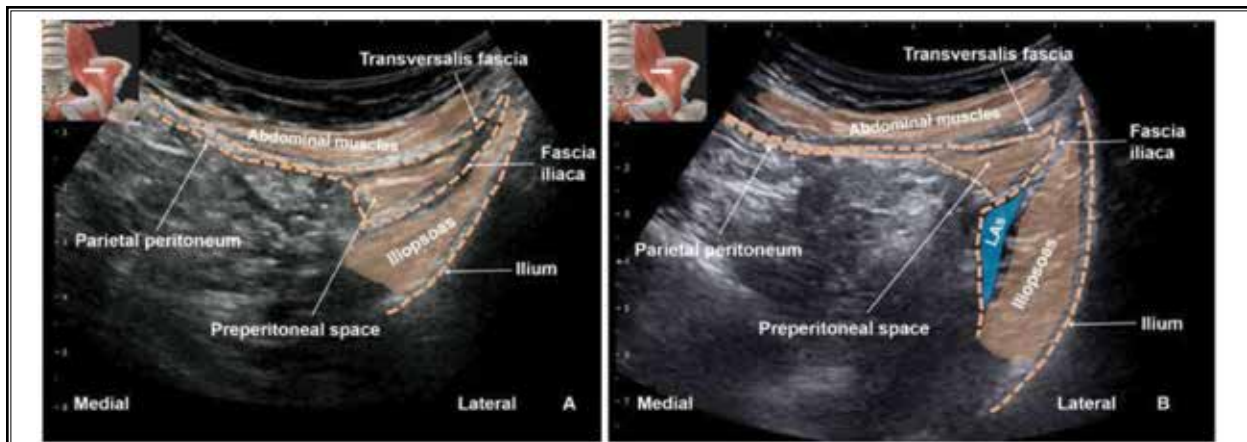 Transversalis fascia
Abdominal muscles
Fascia
iliaca
Iliopsoas
Parietal peritoneum
Ilium
Preperitoneal space
Medial
Lateral
A
Transversalis fascia
Abdominal muscles
Fascia
iliaca
LAs
Parietal peritoneum
Iliopsoas
Preperitoneal space
Ilium
Medial
Lateral
B